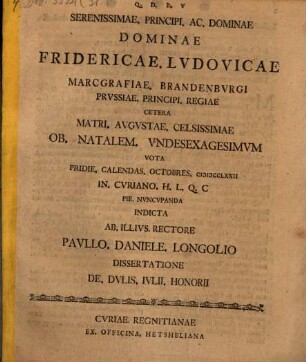 Q. D. B. V
SERENISSIMAE, PRINCIPI, AC, DOMINAE
DOMINAE
FRIDERICAE, LVDOVICAE
MARCGRAFIAE, BRANDENBVRGI
PRVSSIAE, PRINCIPI, REGIAE
CETERA
MATRI, AVGVSTAE, CELSISSIMAE
OB, NATALEM, VNDESEXAGESIMVM
VOTA
PRIDIE, CALENDAS, OCTOBRES,
IN, CVRIANO, H. L, Q, C
PIE, NVNCVPANDA
INDICTA
AB, ILLIVS, RECTORE
PAVLLO, DANIELE, LONGOLIO
DISSERTATIONE
DE, DVLIS, IVLII, HONORII
CVRIAE, REGNITIANAE
EX, OFFICINA, HETSHELIANA